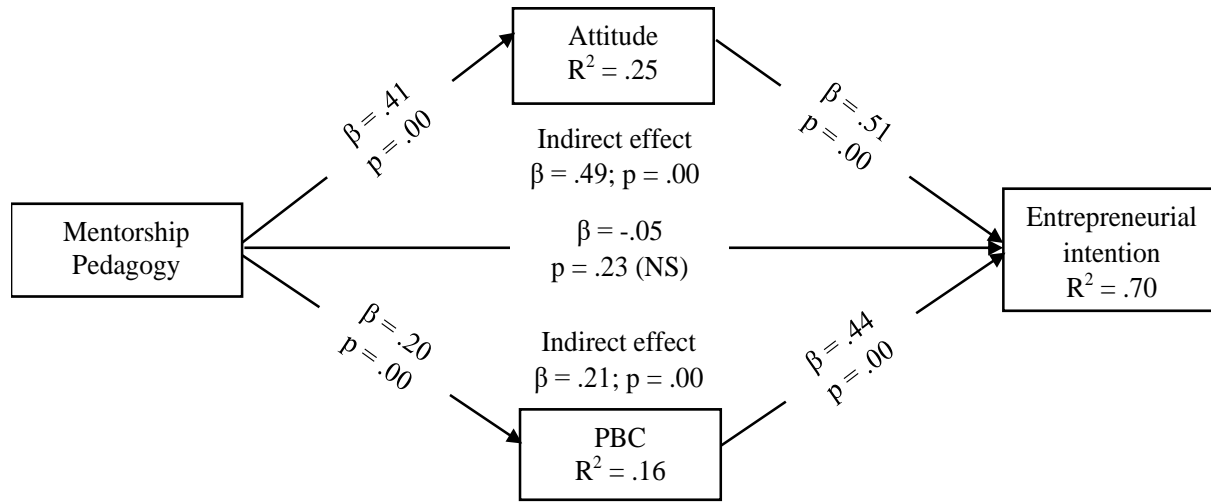 Attitude
R² = .25
β = .41
p = .00
β = .51
p = .00
Indirect effect
β = .49; p = .00
Mentorship
Pedagogy
β = -.05
p = .23 (NS)
Entrepreneurial
intention
R² = .70
β = .20
p = .00
Indirect effect
β = .21; p = .00
β = .44
p = .00
PBC
R² = .16